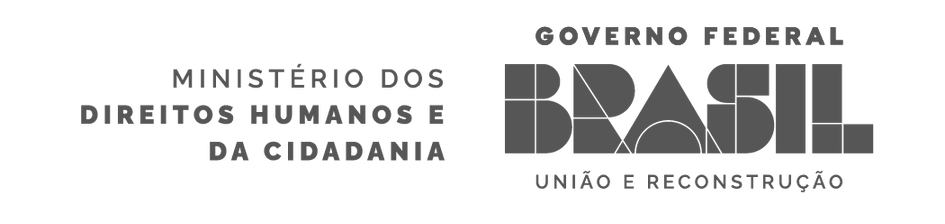 MINISTÉRIO DOS
DIREITOS HUMANOS E
DA CIDADANIA
GOVERNO FEDERAL
BRASIL
UNIÃO E RECONSTRUÇÃO